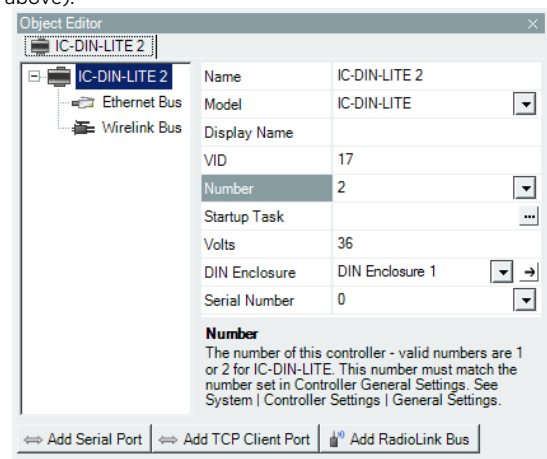 above).
Object Editor
IC-DIN-LITE 2
IC-DIN-LITE 2
Ethernet Bus
Wirelink Bus
Name IC-DIN-LITE 2
Model IC-DIN-LITE
Display Name
VID 17
Number 2
Startup Task ...
Volts 36
DIN Enclosure DIN Enclosure 1
Serial Number 0
Number
The number of this controller - valid numbers are 1
or 2 for IC-DIN-LITE. This number must match the
number set in Controller General Settings. See
System | Controller Settings | General Settings.
Add Serial Port Add TCP Client Port Add RadioLink Bus